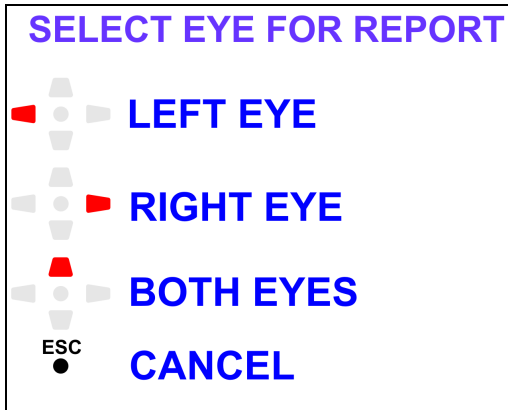 SELECT EYE FOR REPORT
LEFT EYE
RIGHT EYE
BOTH EYES
ESC
CANCEL